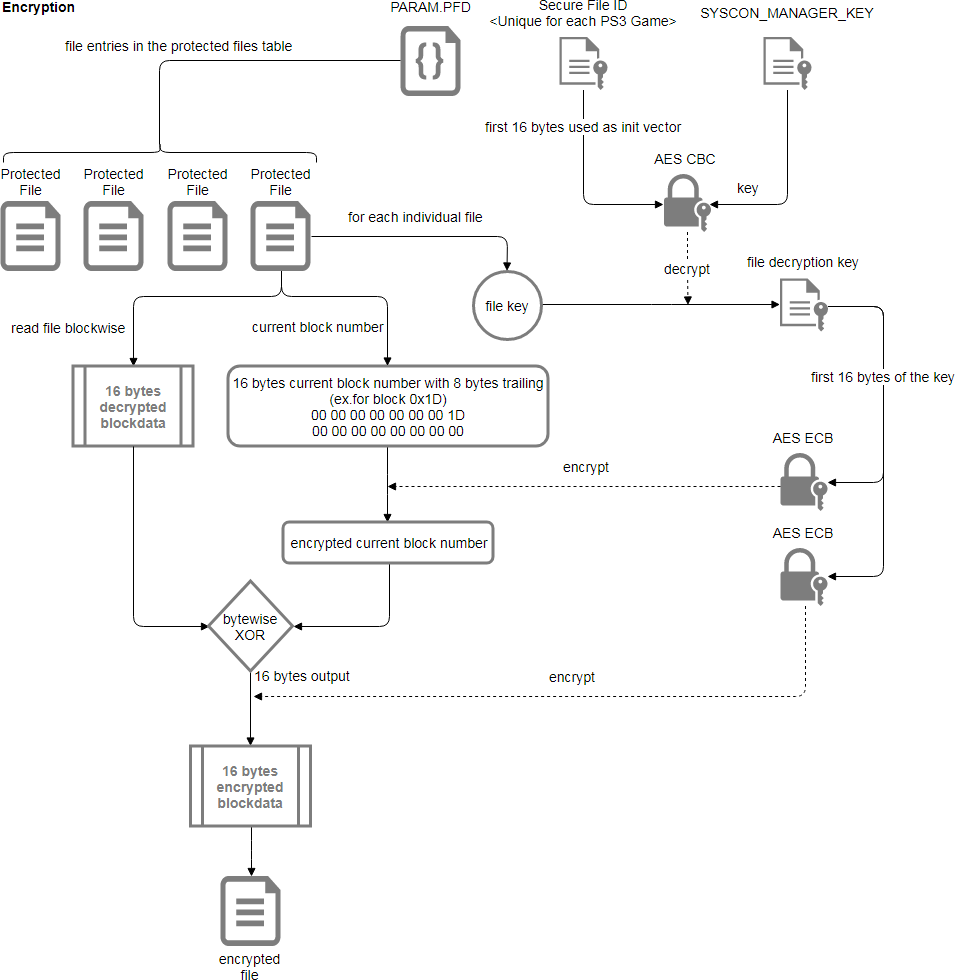 Encryption
PARAM.PFD
Secure File ID
<Unique for each PS3 Game>
SYSCON_MANAGER_KEY
file entries in the protected files table
first 16 bytes used as init vector
AES CBC
key
Protected
File
Protected
File
Protected
File
Protected
File
for each individual file
decrypt
file decryption key
file key
read file blockwise
current block number
16 bytes
decrypted
blockdata
16 bytes current block number with 8 bytes trailing
(ex.for block 0x1D)
00 00 00 00 00 00 00 1D
00 00 00 00 00 00 00 00
first 16 bytes of the key
AES ECB
encrypt
encrypted current block number
AES ECB
bytewise
XOR
16 bytes output
encrypt
16 bytes
encrypted
blockdata
encrypted
file